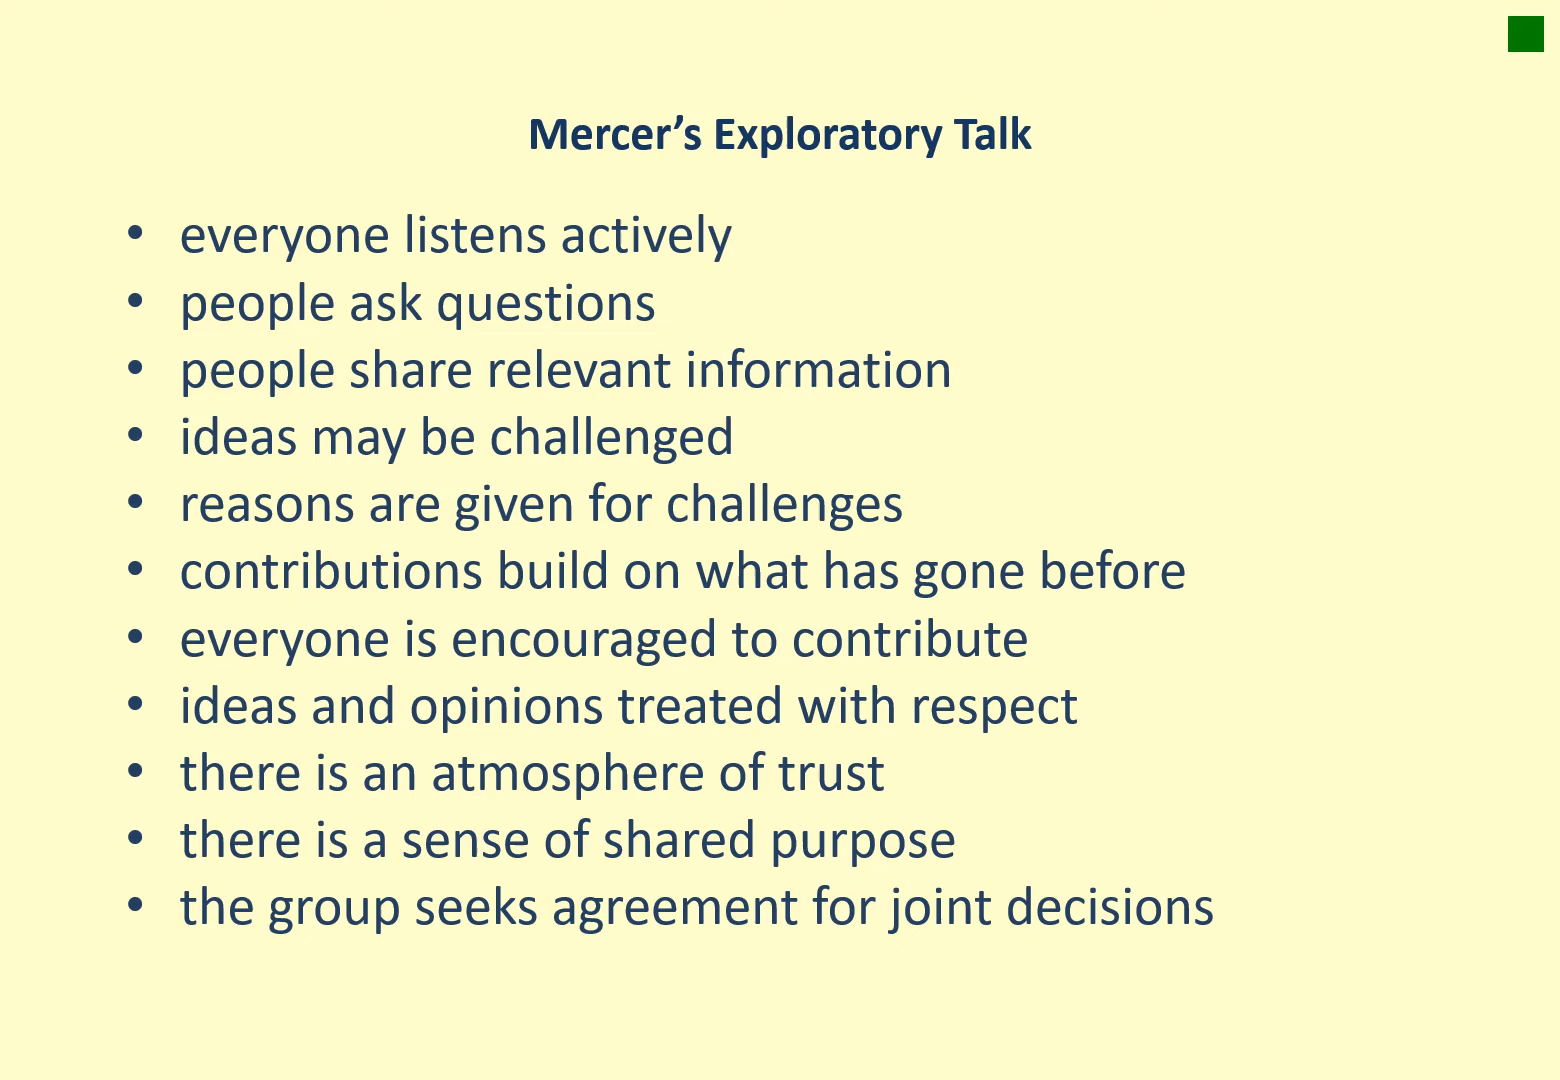 Mercer’s Exploratory Talk
• everyone listens actively
• people ask questions
• people share relevant information
• ideas may be challenged
• reasons are given for challenges
• contributions build on what has gone before
• everyone is encouraged to contribute
• ideas and opinions treated with respect
• there is an atmosphere of trust
• there is a sense of shared purpose
• the group seeks agreement for joint decisions